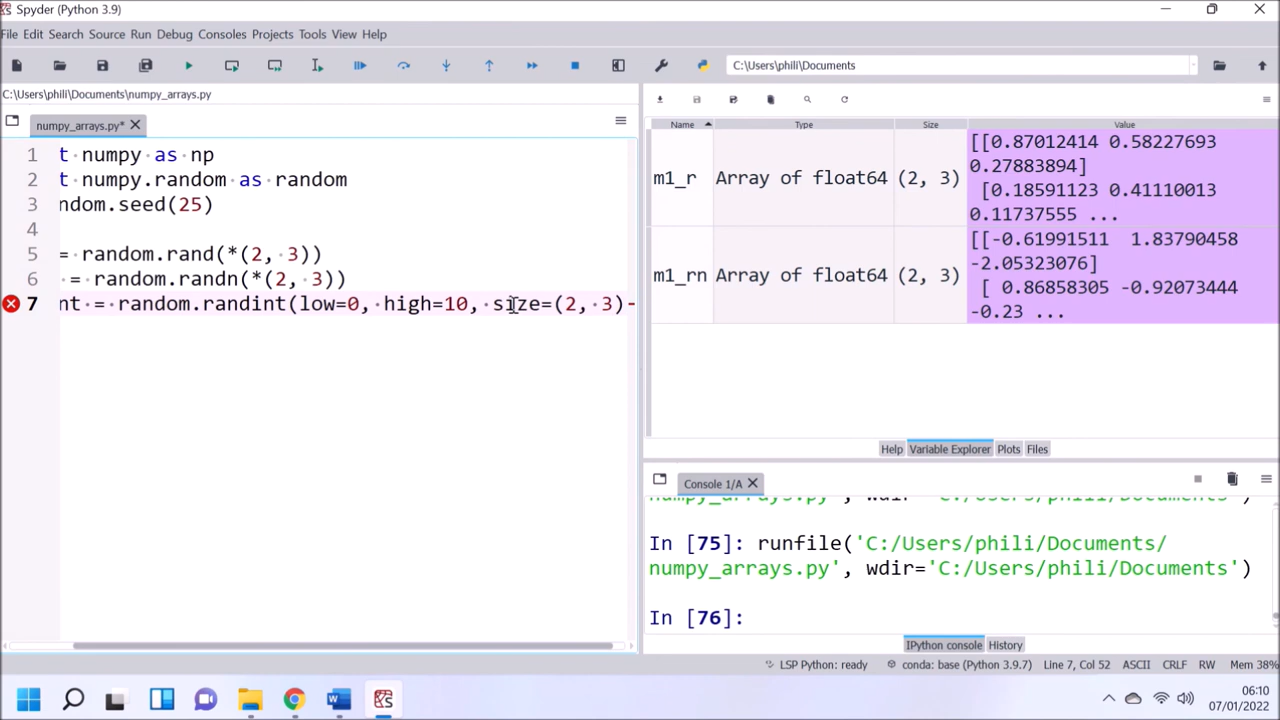 Spyder (Python 3.9)
File Edit Search Source Run Debug Consoles Projects Tools View Help
C:\Users\phili\Documents
C:\Users\phili\Documents\numpy_arrays.py
numpy_arrays.py*
1 t numpy as np
2 t numpy.random as random
3 ndom.seed(25)
4
5 = random.rand(*(2, 3))
6 = random.randn(*(2, 3))
7 nt = random.randint(low=0, high=10, size=(2, 3)-
Name Type Size Value
m1_r Array of float64 (2, 3) [[0.87012414 0.58227693
0.27883894]
[0.18591123 0.41110013
0.11737555 ...
m1_rn Array of float64 (2, 3) [[-0.61991511 1.83790458
-2.05323076]
[ 0.86858305 -0.92073444
-0.23 ...
Help Variable Explorer Plots Files
Console 1/A
numpy_arrays.py', wdir='C:/Users/phili/Documents')
In [75]: runfile('C:/Users/phili/Documents/
numpy_arrays.py', wdir='C:/Users/phili/Documents')
In [76]:
IPython console History
LSP Python: ready conda: base (Python 3.9.7) Line 7, Col 52 ASCII CRLF RW Mem 38%
06:10
07/01/2022